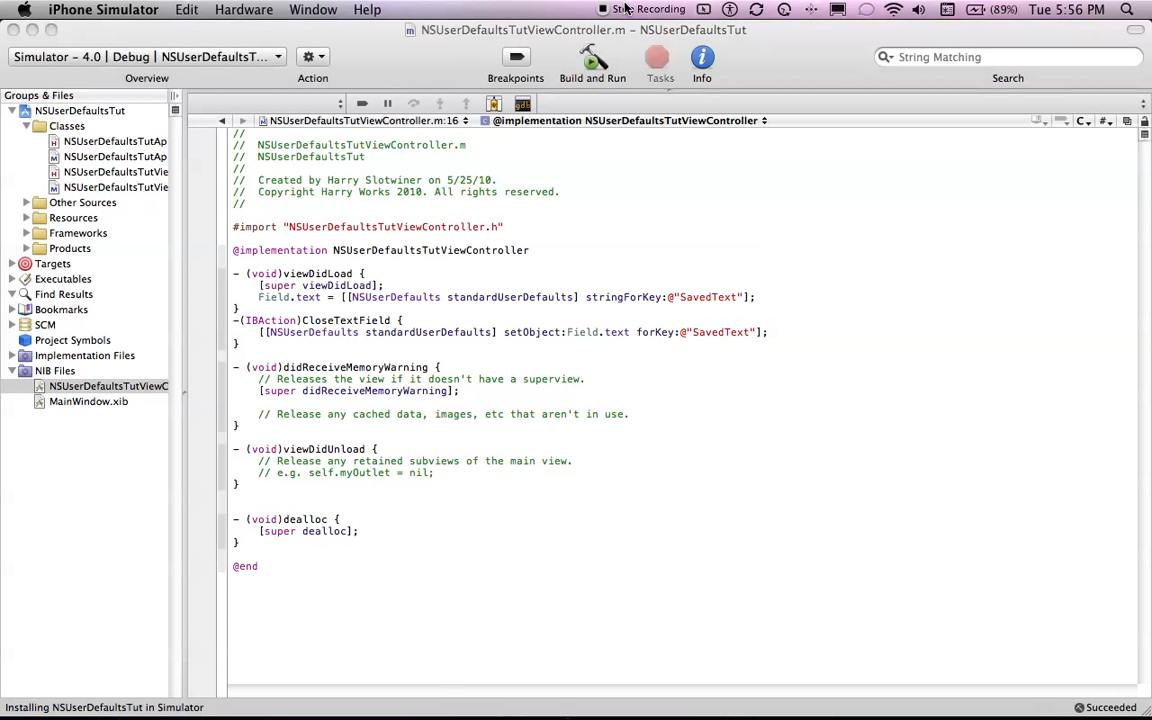 iPhone Simulator Edit Hardware Window Help Stop Recording (89%) Tue 5:56 PM
NSUserDefaultsTutViewController.m - NSUserDefaultsTut
Simulator - 4.0 | Debug | NSUserDefaultsT... String Matching
Overview Action Breakpoints Build and Run Tasks Info Search
Groups & Files
NSUserDefaultsTutViewController.m:16 @implementation NSUserDefaultsTutViewController C #
NSUserDefaultsTut
Classes
NSUserDefaultsTutAp
NSUserDefaultsTutAp
NSUserDefaultsTutVie
NSUserDefaultsTutVie
Other Sources
Resources
Frameworks
Products
Targets
Executables
Find Results
Bookmarks
SCM
Project Symbols
Implementation Files
NIB Files
NSUserDefaultsTutViewC
MainWindow.xib
//
//  NSUserDefaultsTutViewController.m
//  NSUserDefaultsTut
//
//  Created by Harry Slotwiner on 5/25/10.
//  Copyright Harry Works 2010. All rights reserved.
//
#import "NSUserDefaultsTutViewController.h"
@implementation NSUserDefaultsTutViewController
- (void)viewDidLoad {
[super viewDidLoad];
Field.text = [[NSUserDefaults standardUserDefaults] stringForKey:@"SavedText"];
}
-(IBAction)CloseTextField {
[[NSUserDefaults standardUserDefaults] setObject:Field.text forKey:@"SavedText"];
}
- (void)didReceiveMemoryWarning {
// Releases the view if it doesn't have a superview.
[super didReceiveMemoryWarning];
// Release any cached data, images, etc that aren't in use.
}
- (void)viewDidUnload {
// Release any retained subviews of the main view.
// e.g. self.myOutlet = nil;
}
- (void)dealloc {
[super dealloc];
}
@end
Installing NSUserDefaultsTut in Simulator Succeeded